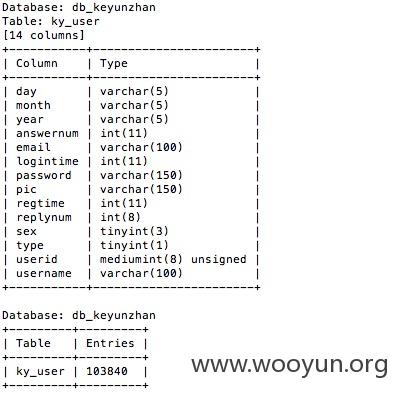 Database: db_keyunzhan
Table: ky_user
[14 columns]
+-----------+-----------------------+
| Column | Type |
+-----------+-----------------------+
| day | varchar(5) |
| month | varchar(5) |
| year | varchar(5) |
| answernum | int(11) |
| email | varchar(100) |
| logintime | int(11) |
| password | varchar(150) |
| pic | varchar(150) |
| regtime | int(11) |
| replynum | int(8) |
| sex | tinyint(3) |
| type | tinyint(1) |
| userid | mediumint(8) unsigned |
| username | varchar(100) |
+-----------+-----------------------+
Database: db_keyunzhan
+---------+---------+
| Table | Entries |
+---------+---------+
| ky_user | 103840 |
+---------+---------+
www.wooyun.org